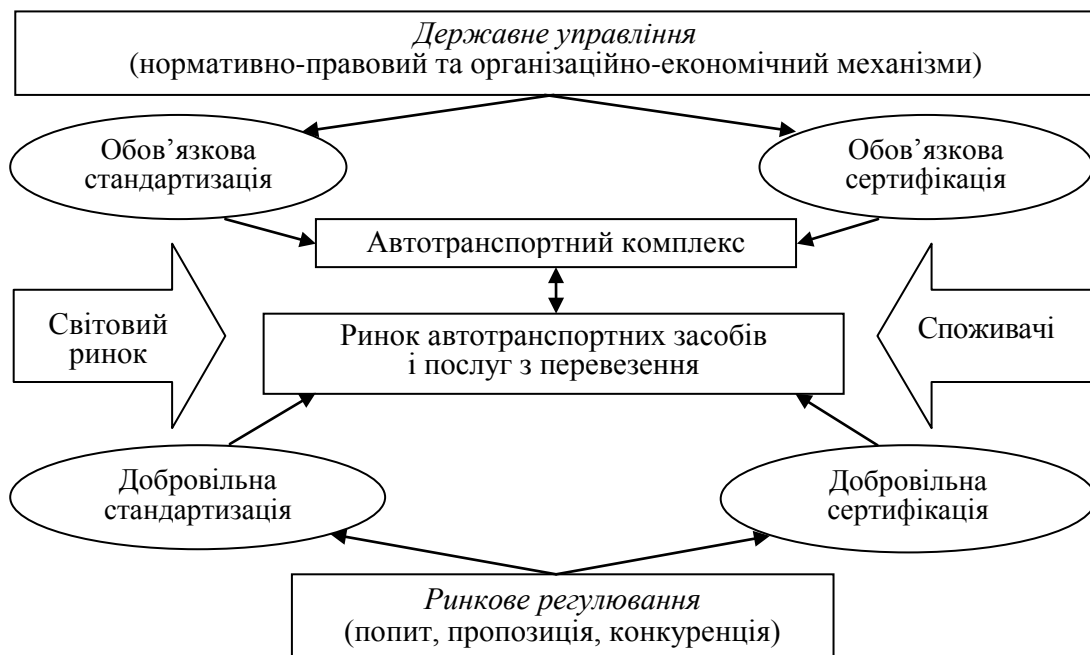 Державне управління
(нормативно-правовий та організаційно-економічний механізми)
Обов’язкова
стандартизація
Обов’язкова
сертифікація
Автотранспортний комплекс
Світовий
ринок
Ринок автотранспортних засобів
і послуг з перевезення
Споживачі
Добровільна
стандартизація
Добровільна
сертифікація
Ринкове регулювання
(попит, пропозиція, конкуренція)